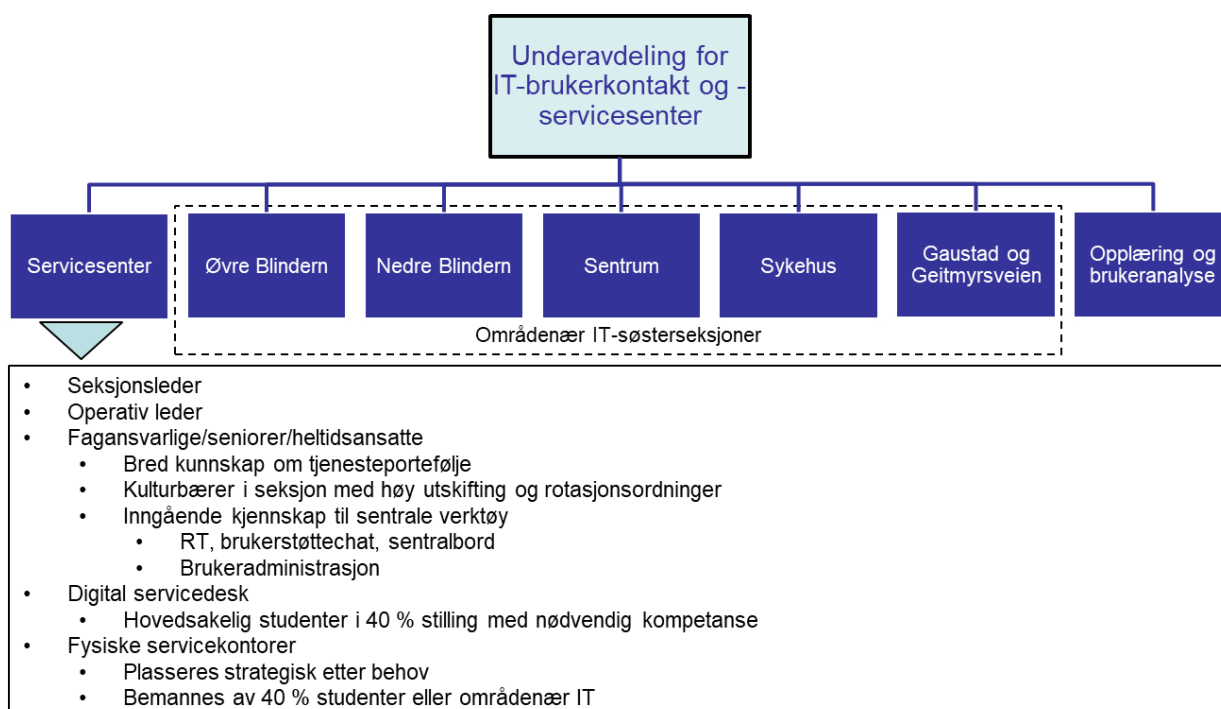 Underavdeling for
IT-brukerkontakt og -
servicesenter
Servicesenter
Øvre Blindern
Nedre Blindern
Sentrum
Sykehus
Gaustad og
Geitmyrsveien
Opplæring og
brukeranalyse
Områdenær IT-søsterseksjoner
• Seksjonsleder
• Operativ leder
• Fagansvarlige/seniorer/heltidsansatte
• Bred kunnskap om tjenesteportefølje
• Kulturbærer i seksjon med høy utskifting og rotasjonsordninger
• Inngående kjennskap til sentrale verktøy
• RT, brukerstøttechat, sentralbord
• Brukeradministrasjon
• Digital servicedesk
• Hovedsakelig studenter i 40 % stilling med nødvendig kompetanse
• Fysiske servicekontorer
• Plasseres strategisk etter behov
• Bemannes av 40 % studenter eller områdenær IT